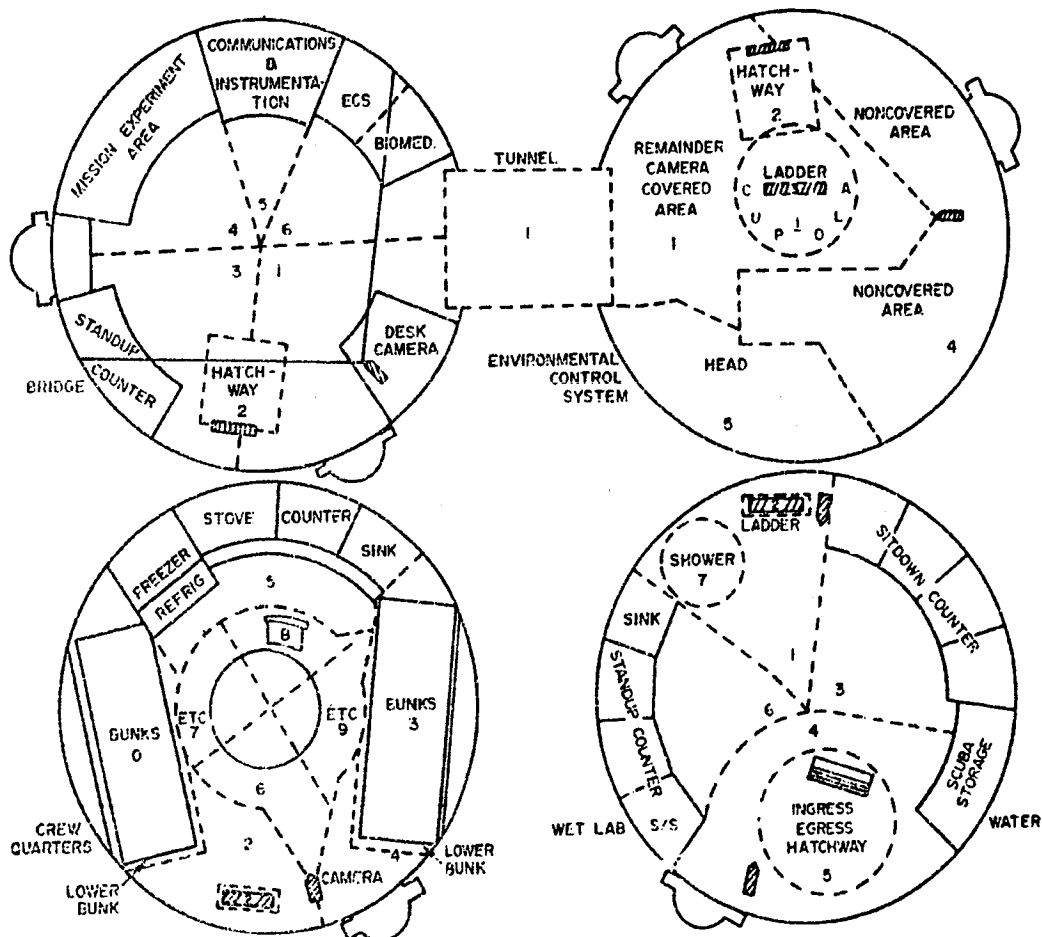 COMMUNICATIONS
&
INSTRUMENTA-
TION
MISSION EXPERIMENT
AREA
ECS
BIOMED.
5
4
6
3
1
STANDUP
COUNTER
BRIDGE
HATCH-
WAY
2
DESK
CAMERA
TUNNEL
1
HATCH-
WAY
2
NONCOVERED
AREA
REMAINDER
CAMERA
COVERED
AREA
1
LADDER
CUPOLA
1
NONCOVERED
AREA
4
ENVIRONMENTAL
CONTROL
SYSTEM
HEAD
5
STOVE
COUNTER
SINK
FREEZER
REFRIG
5
8
BUNKS
0
ETC
7
ETC
9
BUNKS
3
6
2
4
CREW
QUARTERS
LOWER
BUNK
CAMERA
LOWER
BUNK
LADDER
SHOWER
7
SITDOWN COUNTER
SINK
1
3
6
4
STANDUP COUNTER
S/S
WET LAB
SCUBA
STORAGE
WATER
INGRESS
EGRESS
HATCHWAY
5